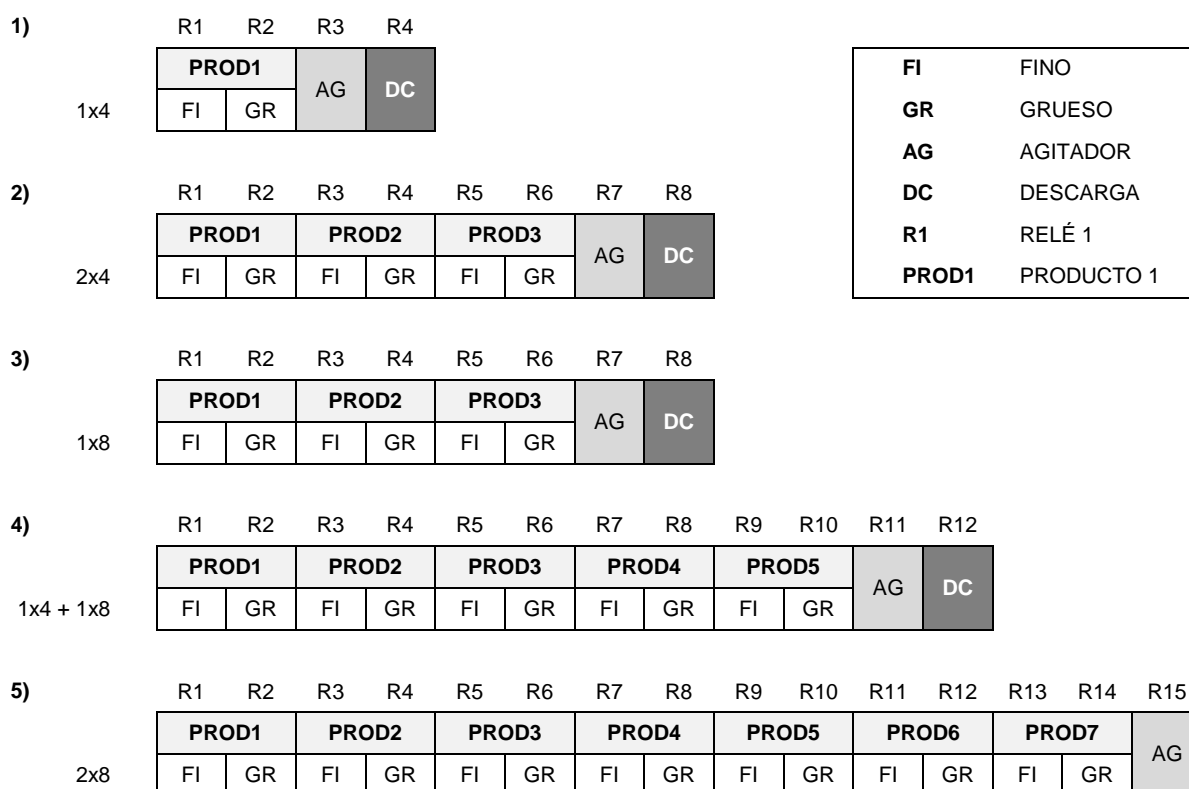 1) R1 R2 R3 R4
PROD1 AG DC
1x4 FI GR
FI FINO
GR GRUESO
AG AGITADOR
DC DESCARGA
R1 RELÉ 1
PROD1 PRODUCTO 1
2) R1 R2 R3 R4 R5 R6 R7 R8
PROD1 PROD2 PROD3 AG DC
2x4 FI GR FI GR FI GR
3) R1 R2 R3 R4 R5 R6 R7 R8
PROD1 PROD2 PROD3 AG DC
1x8 FI GR FI GR FI GR
4) R1 R2 R3 R4 R5 R6 R7 R8 R9 R10 R11 R12
PROD1 PROD2 PROD3 PROD4 PROD5 AG DC
1x4 + 1x8 FI GR FI GR FI GR FI GR FI GR
5) R1 R2 R3 R4 R5 R6 R7 R8 R9 R10 R11 R12 R13 R14 R15
PROD1 PROD2 PROD3 PROD4 PROD5 PROD6 PROD7 AG
2x8 FI GR FI GR FI GR FI GR FI GR FI GR FI GR